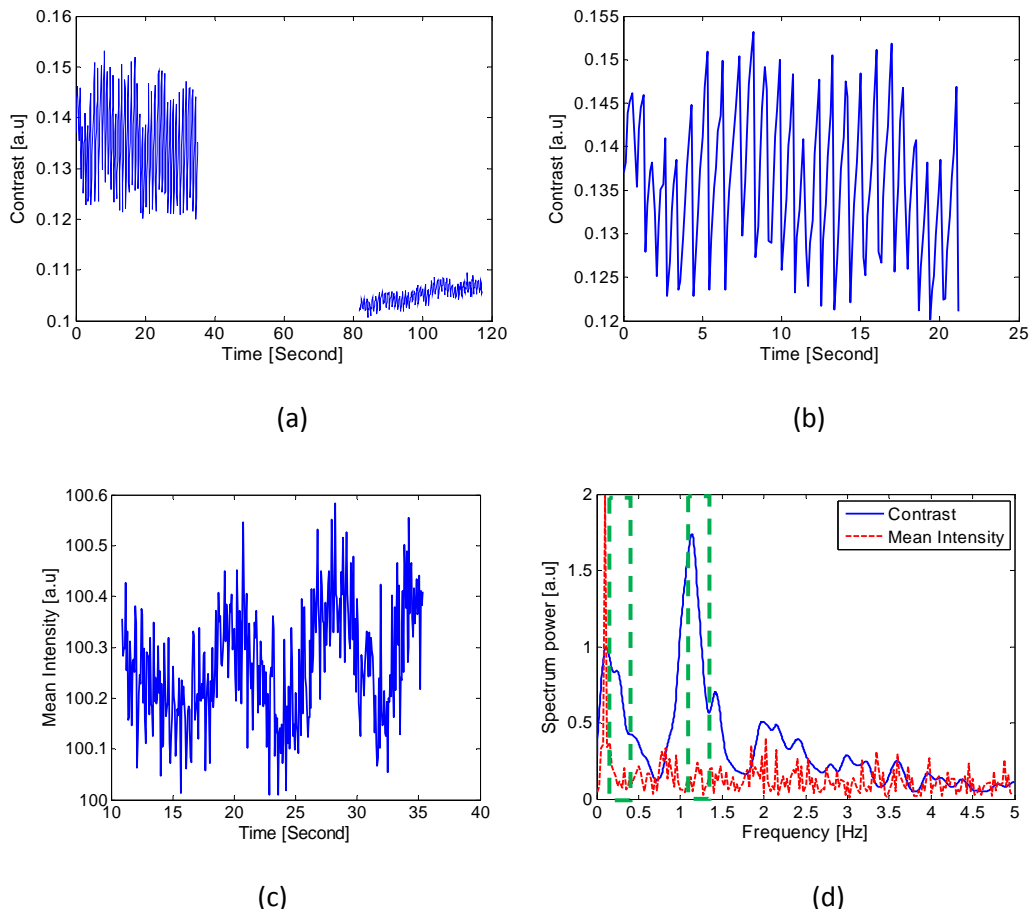 0.16
0.15
0.14
0.13
0.12
0.11
0.1
Contrast [a.u]
0 20 40 60 80 100 120
Time [Second]
(a)
0.155
0.15
0.145
0.14
0.135
0.13
0.125
0.12
Contrast [a.u]
0 5 10 15 20 25
Time [Second]
(b)
100.6
100.5
100.4
100.3
100.2
100.1
100
Mean Intensity [a.u]
10 15 20 25 30 35 40
Time [Second]
(c)
2
1.5
1
0.5
0
Spectrum power [a.u]
Contrast
Mean Intensity
0 0.5 1 1.5 2 2.5 3 3.5 4 4.5 5
Frequency [Hz]
(d)